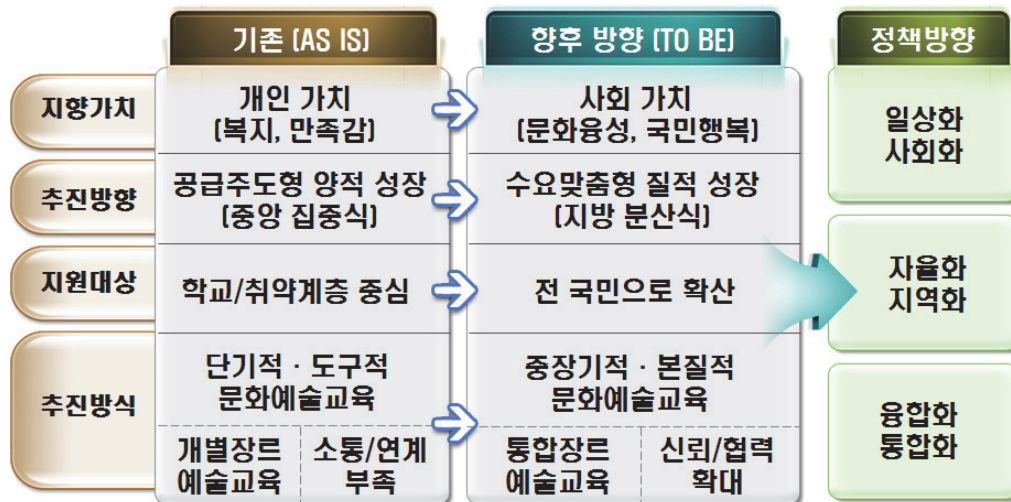 기존 (AS IS)
향후 방향 (TO BE)
정책방향
지향가치
개인 가치
(복지, 만족감)
사회 가치
(문화융성, 국민행복)
일상화
사회화
추진방향
공급주도형 양적 성장
(중앙 집중식)
수요맞춤형 질적 성장
(지방 분산식)
지원대상
학교/취약계층 중심
전 국민으로 확산
자율화
지역화
추진방식
단기적 · 도구적
문화예술교육
중장기적 · 본질적
문화예술교육
개별장르
예술교육
소통/연계
부족
통합장르
예술교육
신뢰/협력
확대
융합화
통합화